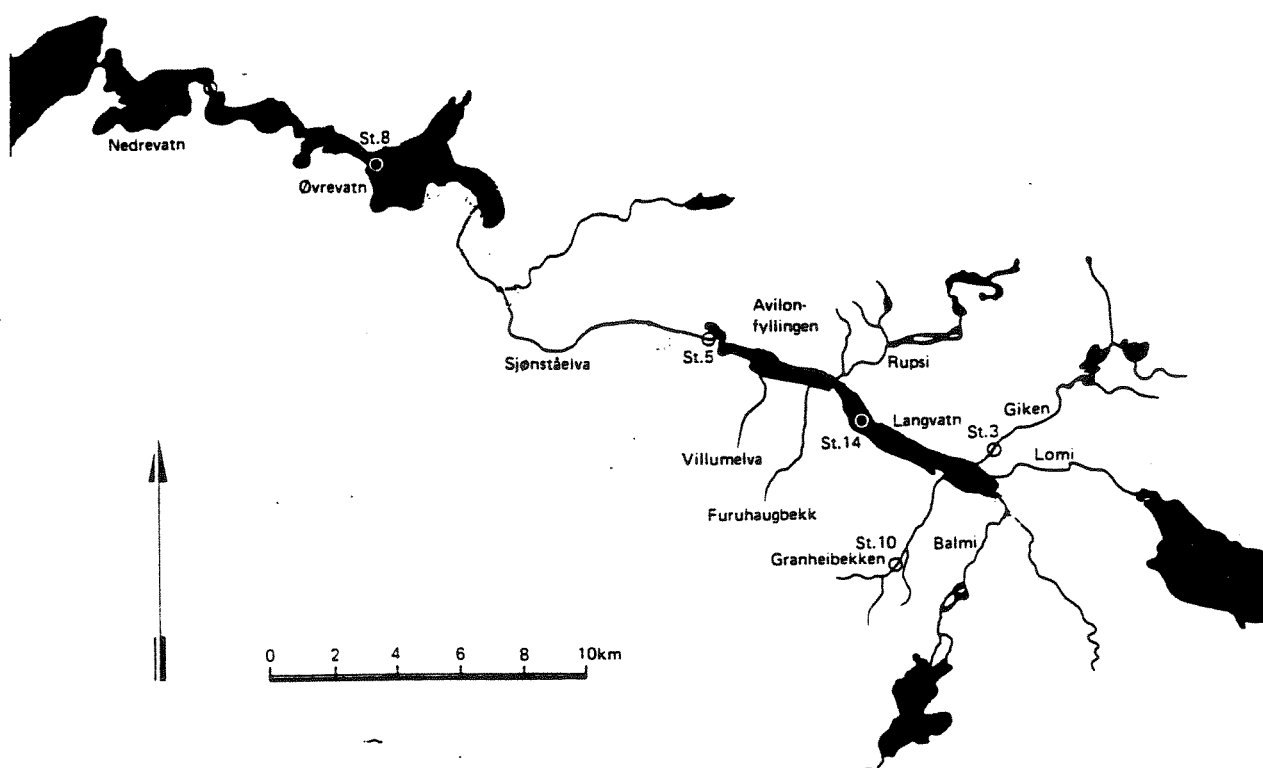 Nedrevatn
St.8
Øvrevatn
Avilon-
fyllingen
Sjønståelva
St.5
Rupsi
Giken
Langvatn
St.3
St.14
Lomi
Villumelva
Furuhaugbekk
St.10
Balmi
Granheibekken
0 2 4 6 8 10km